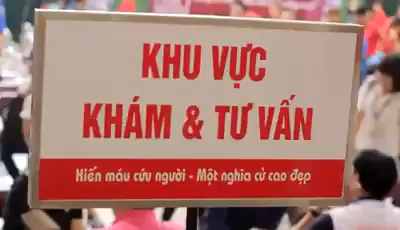 KHU VỰC
KHÁM & TƯ VẤN
Hiến máu cứu người - Một nghĩa cử cao đẹp